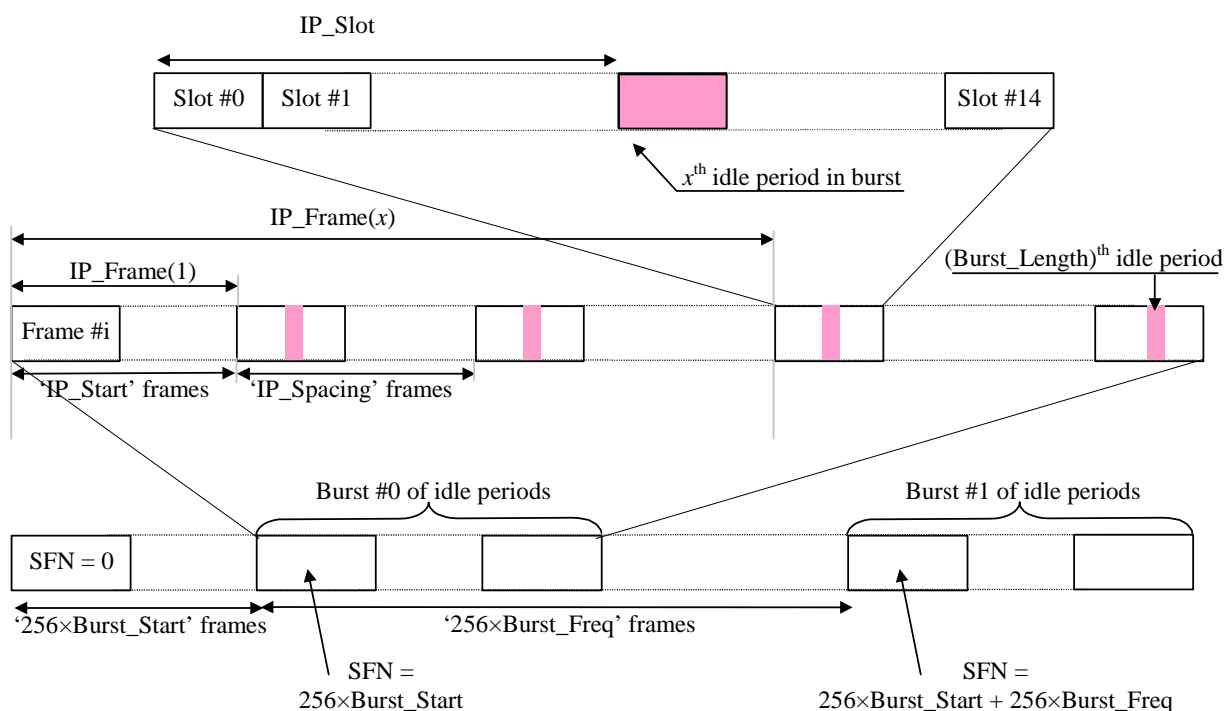 IP_Slot
Slot #0 Slot #1 Slot #14
xth idle period in burst
IP_Frame(x)
IP_Frame(1)
(Burst_Length)th idle period
Frame #i
‘IP_Start’ frames ‘IP_Spacing’ frames
Burst #0 of idle periods Burst #1 of idle periods
SFN = 0
‘256×Burst_Start’ frames ‘256×Burst_Freq’ frames
SFN =
256×Burst_Start
SFN =
256×Burst_Start + 256×Burst_Freq